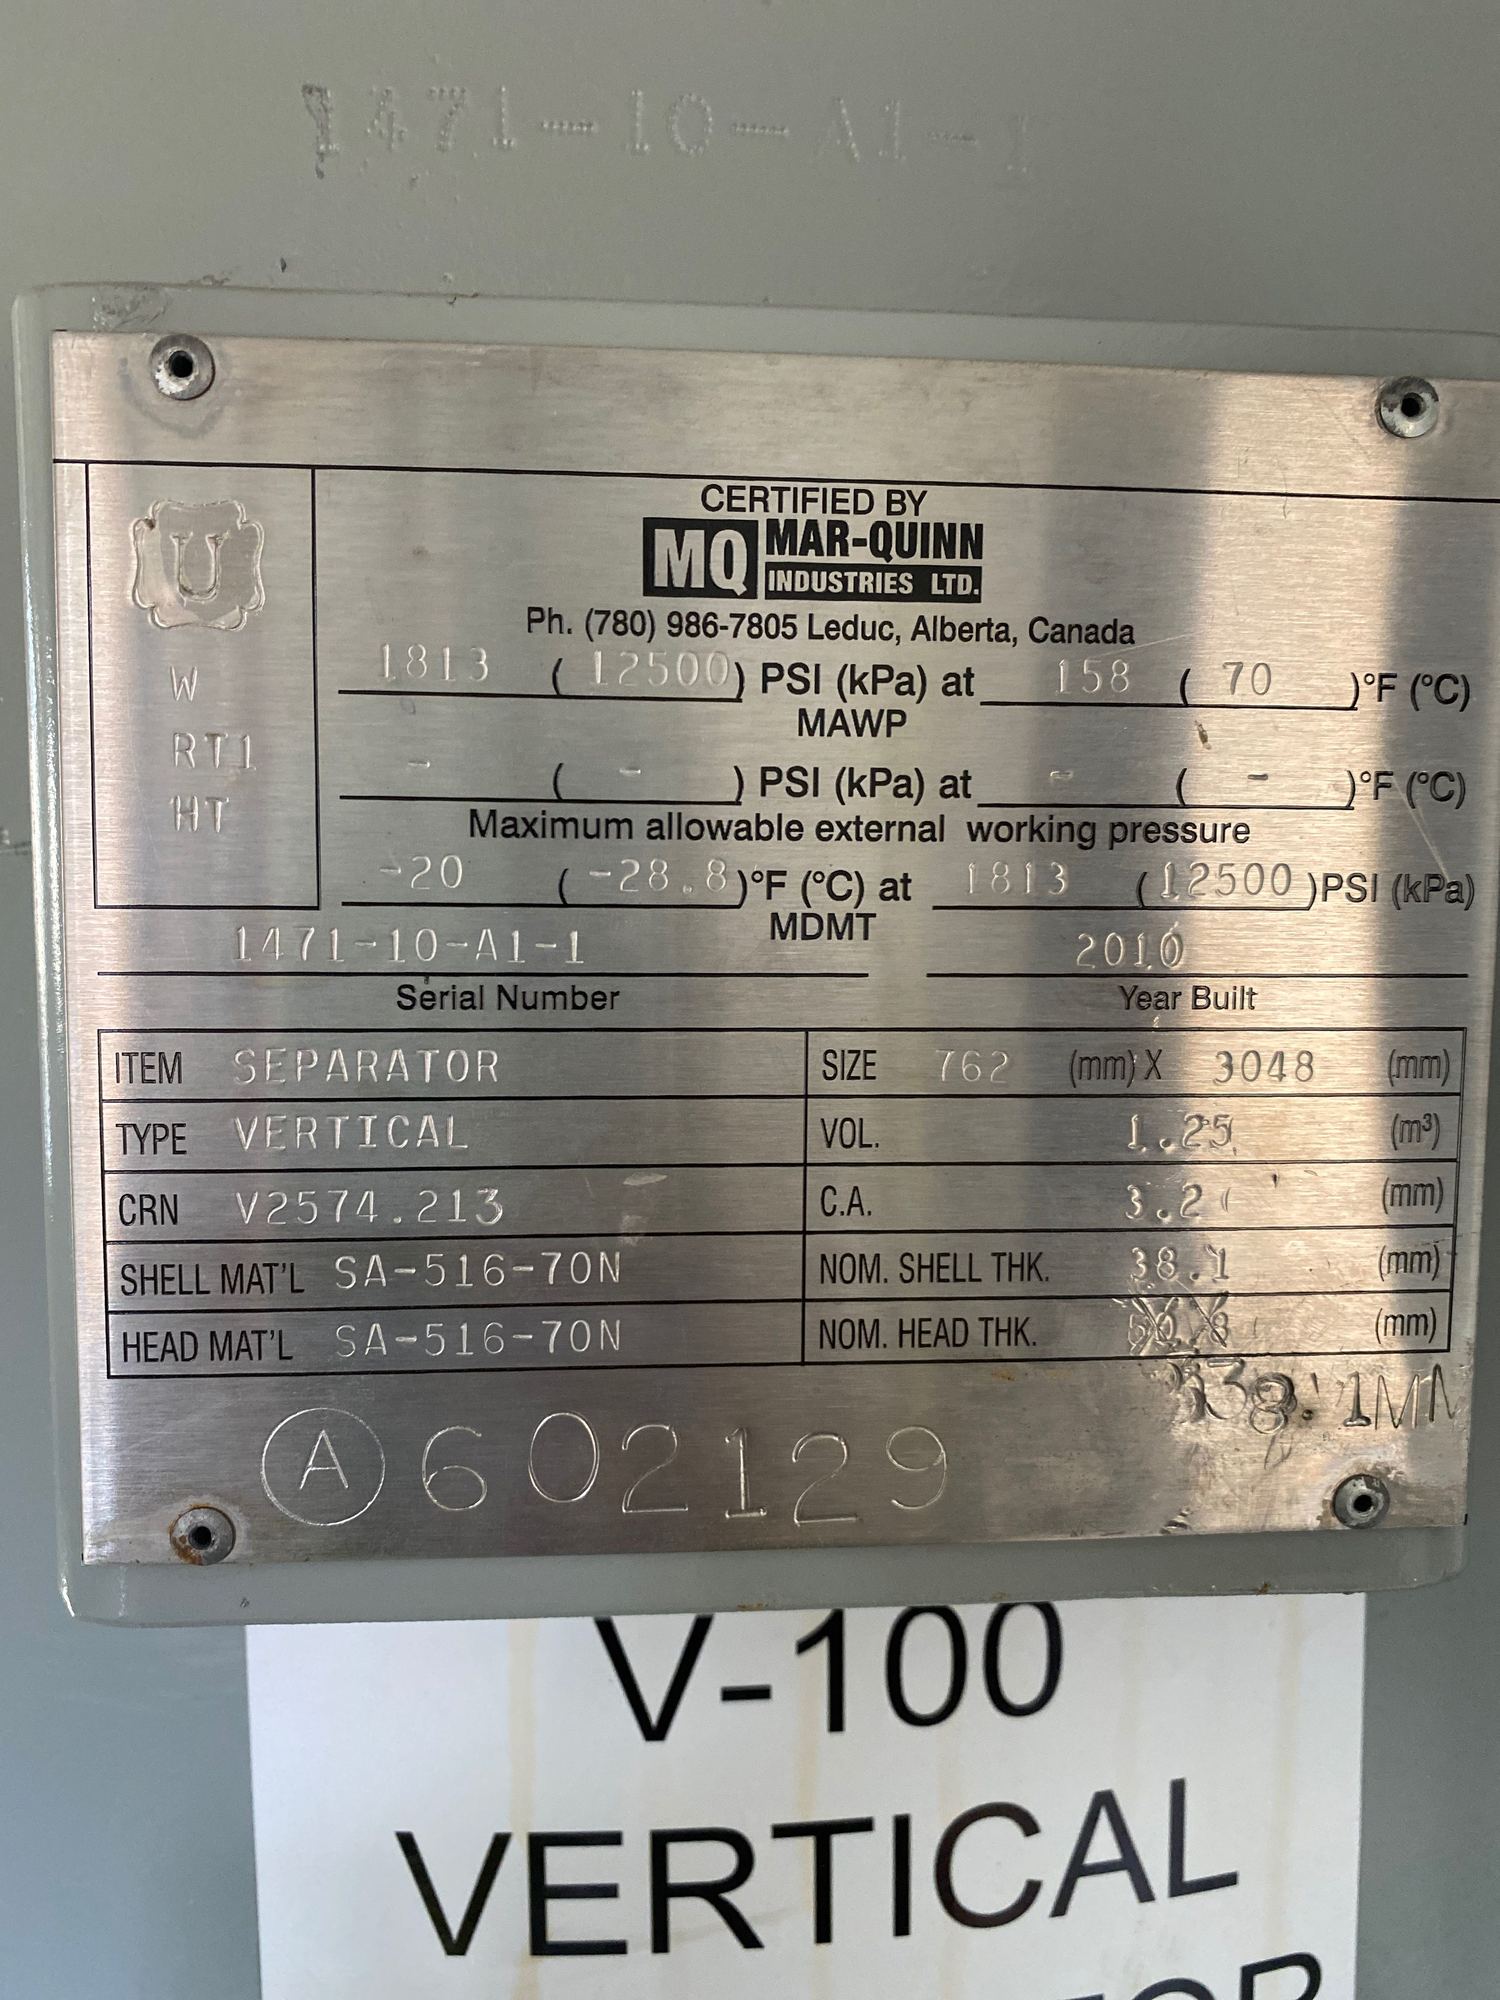 1471-10-A1-1
U
W
RT1
HT
CERTIFIED BY
MQ MAR-QUINN
INDUSTRIES LTD.
Ph. (780) 986-7805 Leduc, Alberta, Canada
1813 ( 12500 ) PSI (kPa) at 158 ( 70 )°F (°C)
MAWP
- ( - ) PSI (kPa) at - ( - )°F (°C)
Maximum allowable external working pressure
-20 ( -28.8 )°F (°C) at 1813 ( 12500 )PSI (kPa)
MDMT
1471-10-A1-1 2010
Serial Number Year Built
ITEM SEPARATOR SIZE 762 (mm) X 3048 (mm)
TYPE VERTICAL VOL. 1.25 (m³)
CRN V2574.213 C.A. 3.2 (mm)
SHELL MAT'L SA-516-70N NOM. SHELL THK. 38.1 (mm)
HEAD MAT'L SA-516-70N NOM. HEAD THK. (mm)
38.1MM
A 602129
V-100
VERTICAL